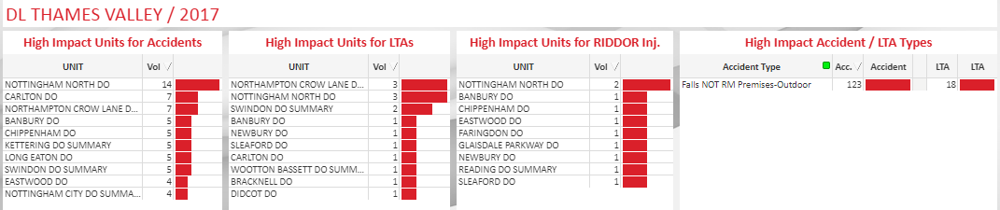 DL THAMES VALLEY / 2017
High Impact Units for Accidents
UNIT Vol /
NOTTINGHAM NORTH DO 14
CARLTON DO 7
NORTHAMPTON CROW LANE D... 7
BANBURY DO 5
CHIPPENHAM DO 5
KETTERING DO SUMMARY 5
LONG EATON DO 5
SWINDON DO SUMMARY 5
EASTWOOD DO 4
NOTTINGHAM CITY DO SUMMA... 4
High Impact Units for LTAs
UNIT Vol /
NORTHAMPTON CROW LANE D... 3
NOTTINGHAM NORTH DO 3
SWINDON DO SUMMARY 2
BANBURY DO 1
NEWBURY DO 1
SLEAFORD DO 1
CARLTON DO 1
WOOTTON BASSETT DO SUMM... 1
BRACKNELL DO 1
DIDCOT DO 1
High Impact Units for RIDDOR Inj.
UNIT Vol /
NOTTINGHAM NORTH DO 2
BANBURY DO 1
CHIPPENHAM DO 1
EASTWOOD DO 1
FARINGDON DO 1
GLAISDALE PARKWAY DO 1
NEWBURY DO 1
READING DO SUMMARY 1
SLEAFORD DO 1
High Impact Accident / LTA Types
Accident Type Acc. / Accident LTA LTA
Falls NOT RM Premises-Outdoor 123 18